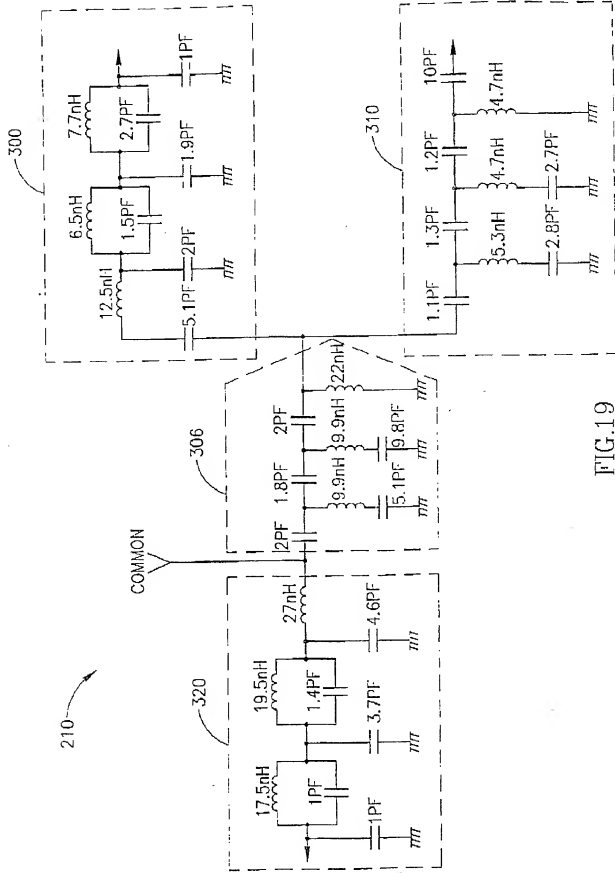 210
COMMON
320
17.5nH
1PF
1PF
19.5nH
1.4PF
3.7PF
27nH
4.6PF
306
2PF
1.8PF
2PF
9.9nH
5.1PF
9.9nH
9.8PF
22nH
300
5.1PF
12.5nH
2PF
6.5nH
1.5PF
1.9PF
7.7nH
2.7PF
1PF
310
1.1PF
1.3PF
1.2PF
10PF
5.3nH
2.8PF
4.7nH
2.7PF
4.7nH
FIG.19